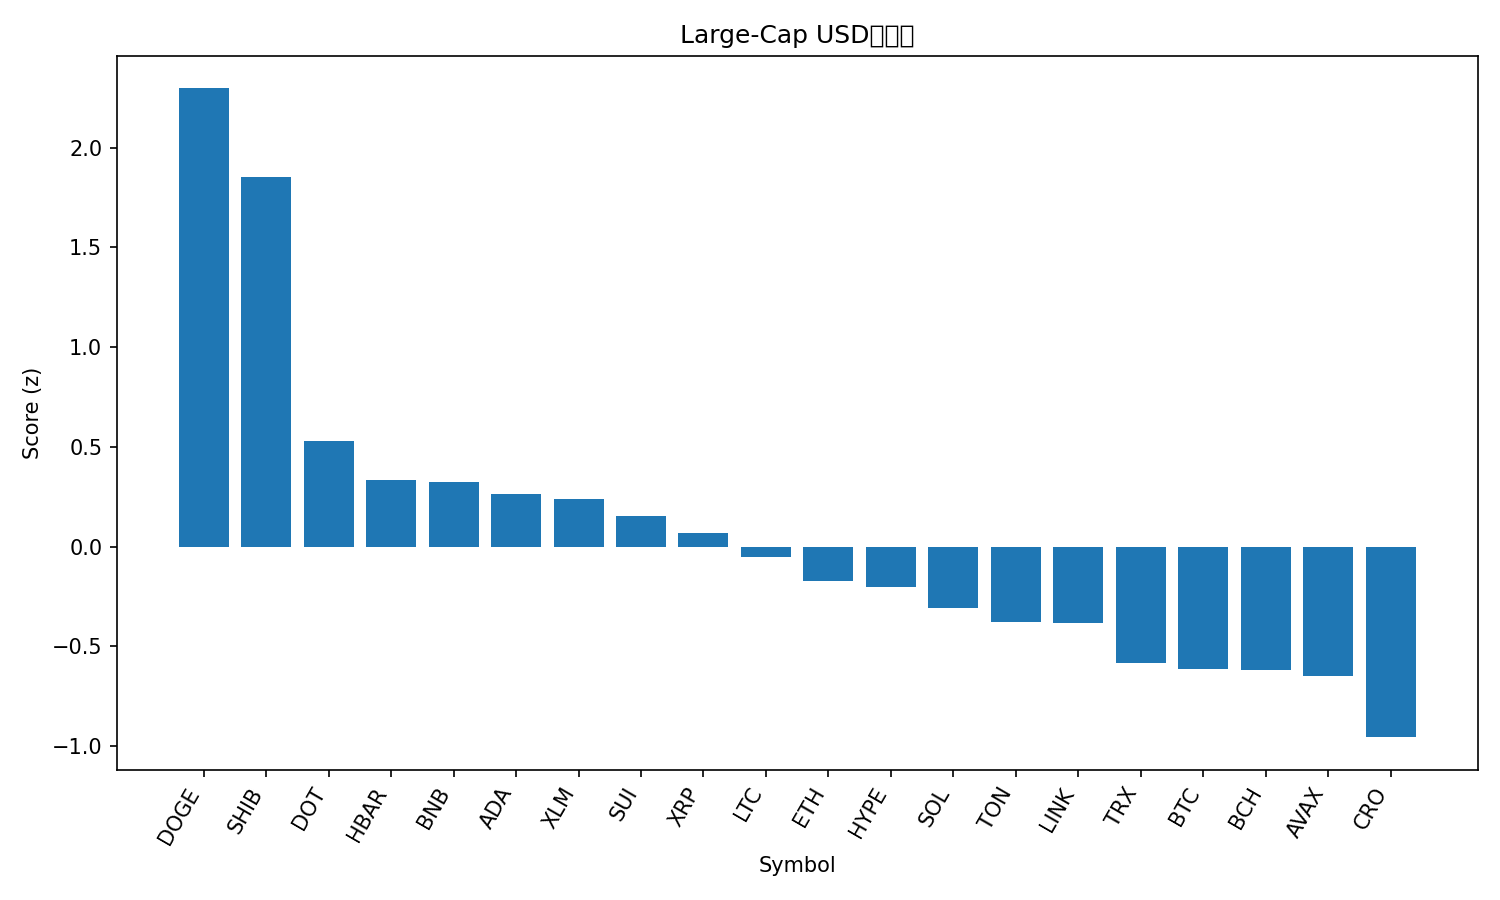 Large-Cap USD
2.0
1.5
1.0
0.5
0.0
−0.5
−1.0
Score (z)
DOGE
SHIB
DOT
HBAR
BNB
ADA
XLM
SUI
XRP
LTC
ETH
HYPE
SOL
TON
LINK
TRX
BTC
BCH
AVAX
CRO
Symbol